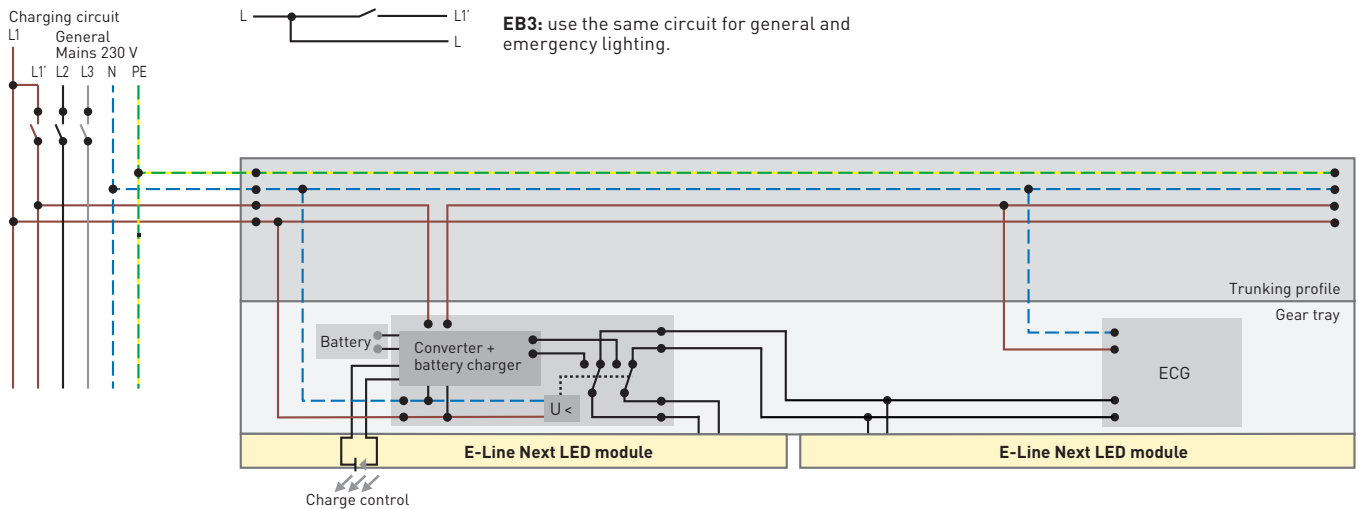 Charging circuit
L1
General
Mains 230 V
L1' L2 L3 N PE
L L1'
L
EB3: use the same circuit for general and
emergency lighting.
Trunking profile
Gear tray
Battery
Converter +
battery charger
U <
ECG
E-Line Next LED module
E-Line Next LED module
Charge control